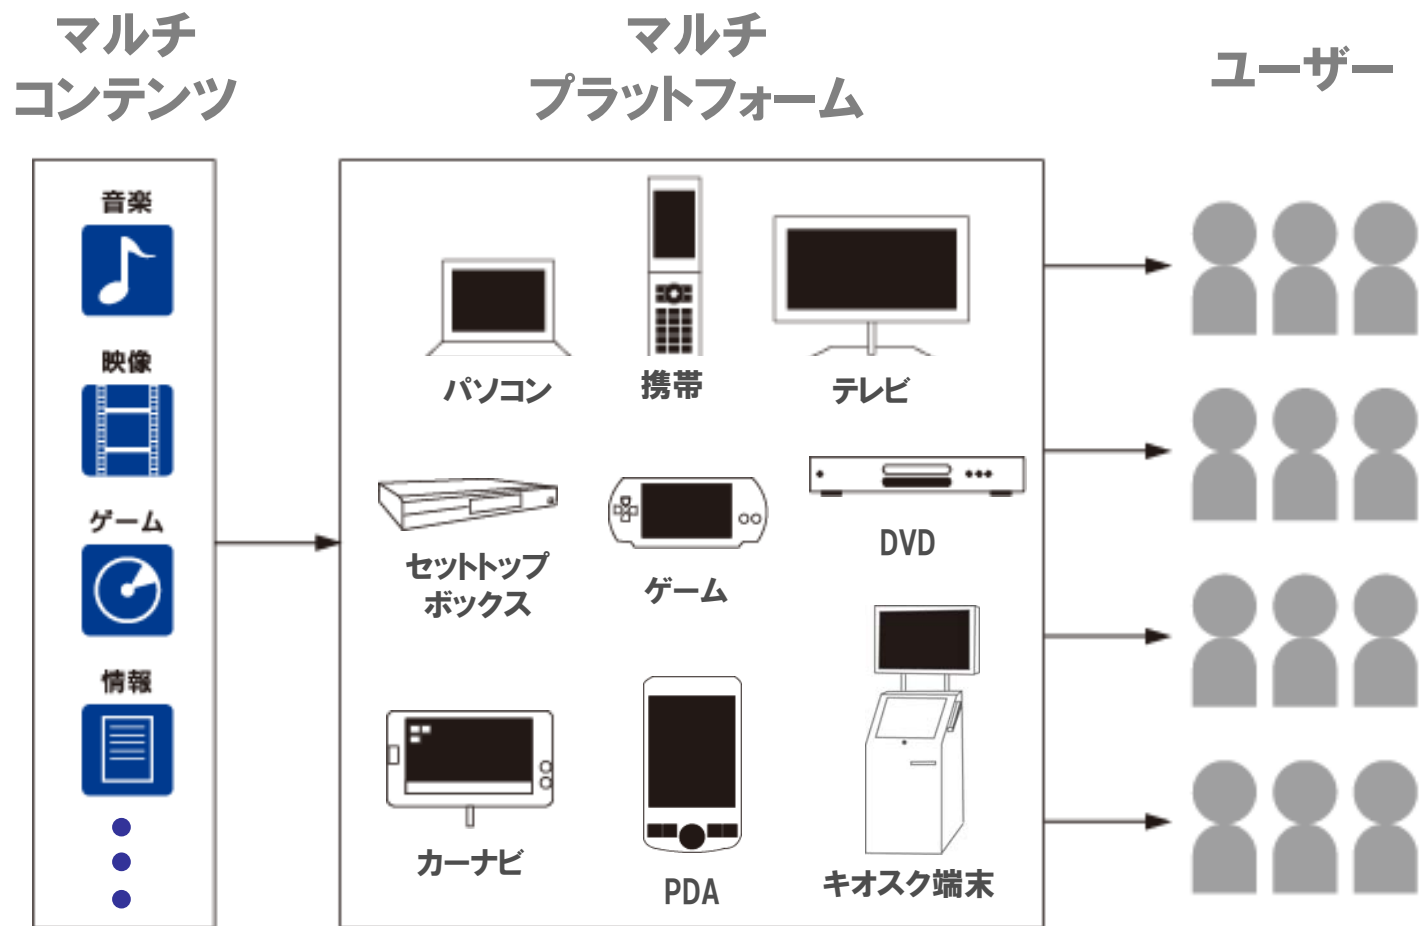 マルチ
コンテンツ
マルチ
プラットフォーム
ユーザー
音楽
映像
ゲーム
情報
パソコン
携帯
テレビ
セットトップ
ボックス
ゲーム
DVD
カーナビ
PDA
キオスク端末